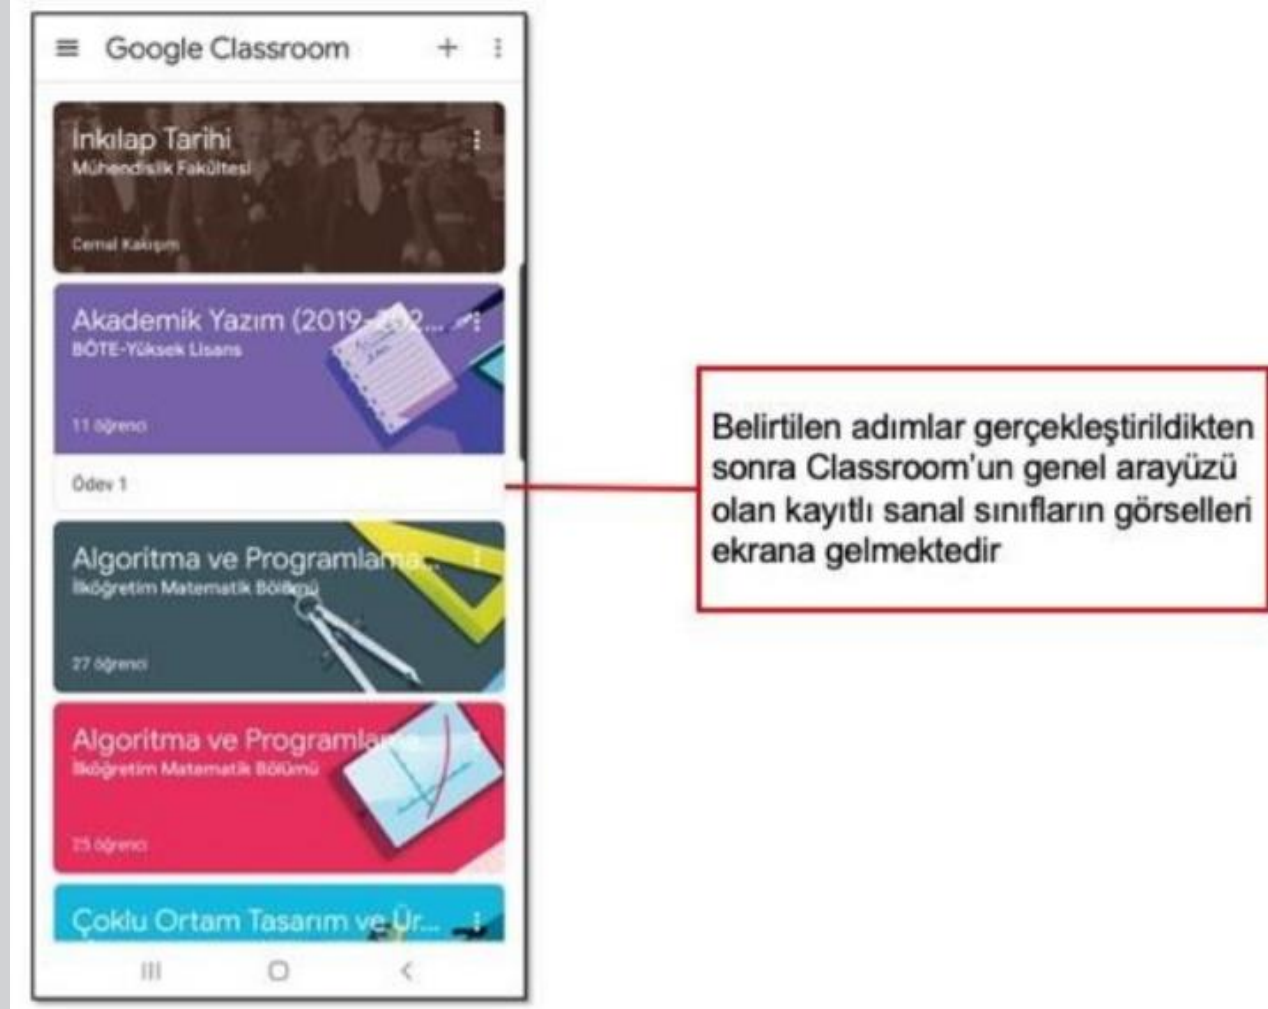 Google Classroom
İnkılap Tarihi
Mühendislik Fakültesi
Cemal Kakışım
Akademik Yazım (2019-202...
BÖTE-Yüksek Lisans
11 öğrenci
Ödev 1
Algoritma ve Programlama...
İlköğretim Matematik Bölümü
27 öğrenci
Algoritma ve Programlama...
İlköğretim Matematik Bölümü
25 öğrenci
Çoklu Ortam Tasarım ve Ür...
Belirtilen adımlar gerçekleştirildikten
sonra Classroom'un genel arayüzü
olan kayıtlı sanal sınıfların görselleri
ekrana gelmektedir